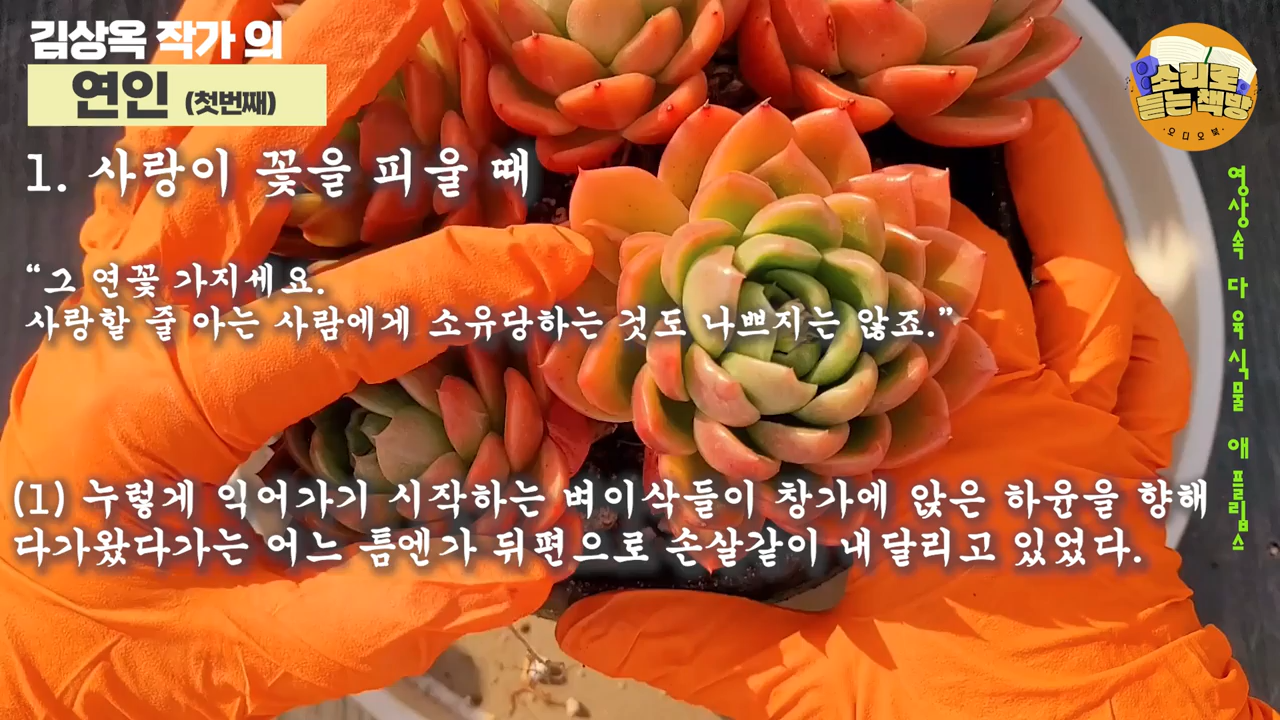 김상옥 작가 의
연인 (첫번째)
소리로
듣는 책방
·오디오북·
1. 사랑이 꽃을 피울 때
“그 연꽃 가지세요.
사랑할 줄 아는 사람에게 소유당하는 것도 나쁘지는 않죠.”
(1) 누렇게 익어가기 시작하는 벼이삭들이 창가에 앉은 하윤을 향해
다가왔다가는 어느 틈엔가 뒤편으로 손살같이 내달리고 있었다.
영상속 다육식물 애플림스